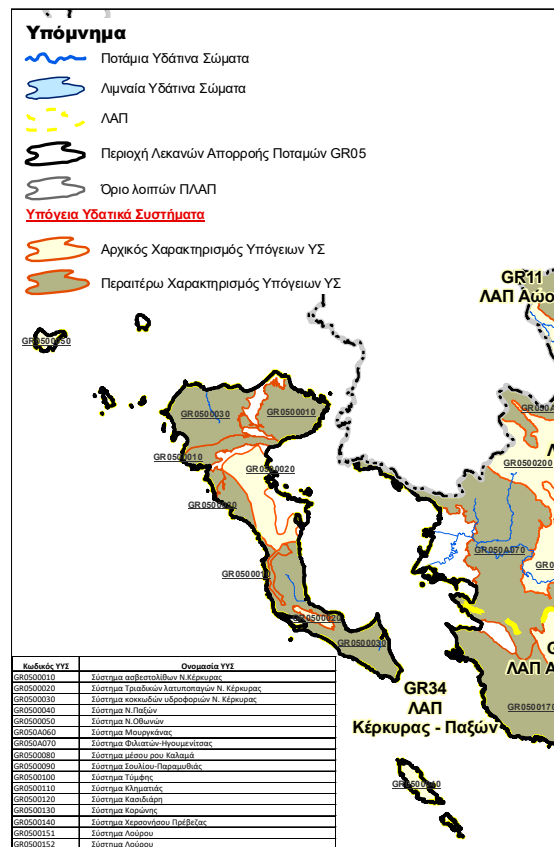 Υπόμνημα
Ποτάμια Υδάτινα Σώματα
Λιμναία Υδάτινα Σώματα
ΛΑΠ
Περιοχή Λεκανών Απορροής Ποταμών GR05
Όριο λοιπών ΠΛΑΠ
Υπόγεια Υδατικά Συστήματα
Αρχικός Χαρακτηρισμός Υπόγειων ΥΣ
Περαιτέρω Χαρακτηρισμός Υπόγειων ΥΣ
GR11
ΛΑΠ Αώο
GR0500050
GR0500030
GR0500010
GR050A
GR0500200
GR0500010
GR0500020
GR050A070
GR0500020
GR0500030
GR0500170
ΛΑΠ Α
GR34
ΛΑΠ
Κέρκυρας - Παξών
Κωδικός ΥΥΣ Ονομασία ΥΥΣ
GR0500010 Σύστημα ασβεστολίθων Ν.Κέρκυρας
GR0500020 Σύστημα Τριαδικών λατυποπαγών Ν. Κέρκυρας
GR0500030 Σύστημα κοκκωδών υδροφοριών Ν. Κέρκυρας
GR0500040 Σύστημα Ν.Παξών
GR0500050 Σύστημα Ν.Οθωνών
GR050A060 Σύστημα Μουργκάνας
GR050A070 Σύστημα Φιλιατών-Ηγουμενίτσας
GR0500080 Σύστημα μέσου ρου Καλαμά
GR0500090 Σύστημα Σουλίου-Παραμυθιάς
GR0500100 Σύστημα Τύμφης
GR0500110 Σύστημα Κληματιάς
GR0500120 Σύστημα Κασιδιάρη
GR0500130 Σύστημα Κορώνης
GR0500140 Σύστημα Χερσονήσου Πρέβεζας
GR0500151 Σύστημα Λούρου
GR0500152 Σύστημα Λούρου